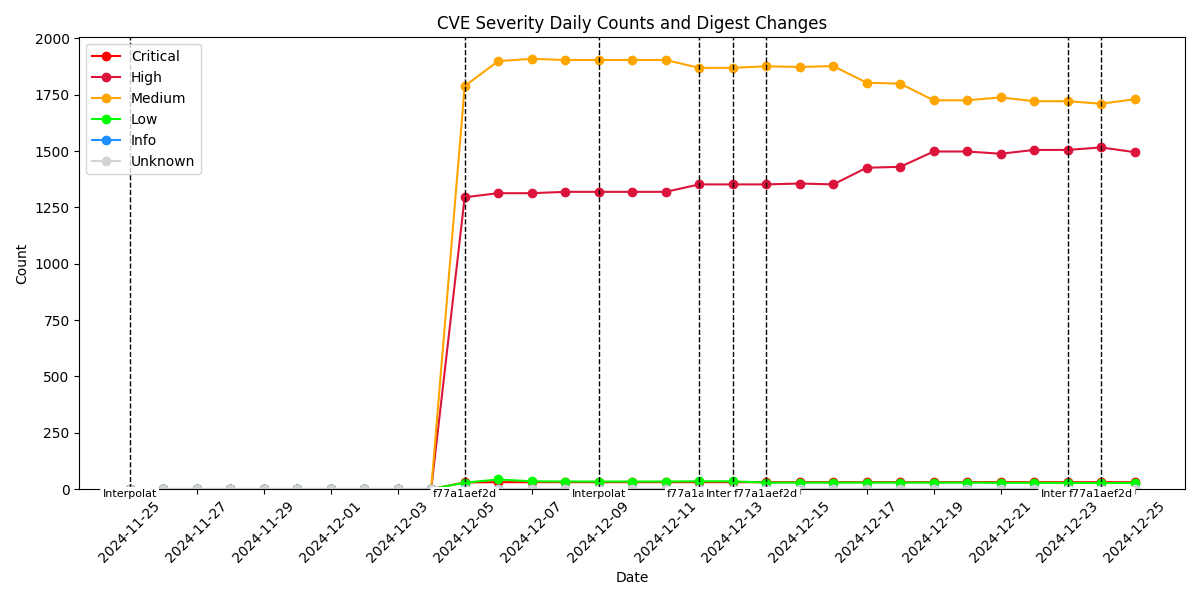 CVE Severity Daily Counts and Digest Changes
Critical
High
Medium
Low
Info
Unknown
Count
2000
1750
1500
1250
1000
750
500
250
0
Interpolat
f77a1aef2d
Interpolat
f77a1a
Inter
f77a1aef2d
Inter
f77a1aef2d
2024-11-25
2024-11-27
2024-11-29
2024-12-01
2024-12-03
2024-12-05
2024-12-07
2024-12-09
2024-12-11
2024-12-13
2024-12-15
2024-12-17
2024-12-19
2024-12-21
2024-12-23
2024-12-25
Date